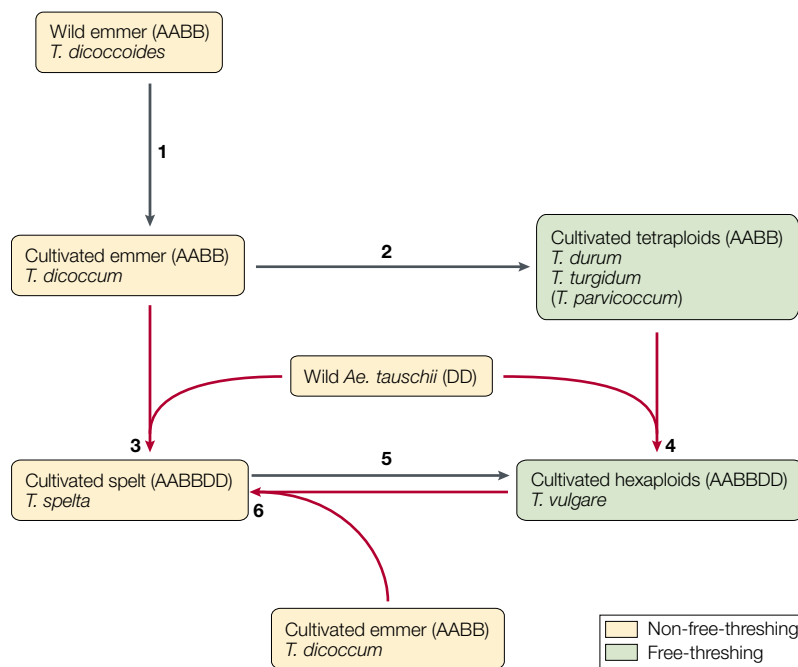 Wild emmer (AABB)
T. dicoccoides
1
Cultivated emmer (AABB)
T. dicoccum
2
Cultivated tetraploids (AABB)
T. durum
T. turgidum
(T. parvicoccum)
Wild Ae. tauschii (DD)
3
4
Cultivated spelt (AABBDD)
T. spelta
5
6
Cultivated hexaploids (AABBDD)
T. vulgare
Cultivated emmer (AABB)
T. dicoccum
Non-free-threshing
Free-threshing